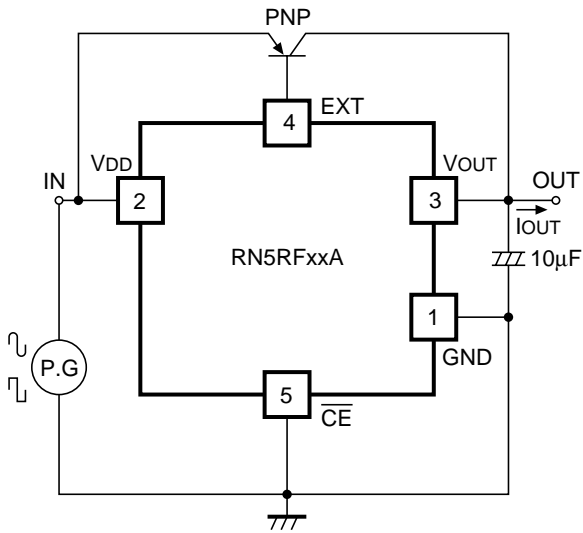 PNP
4
EXT
IN
VDD
2
VOUT
3
OUT
IOUT
RN5RFxxA
10μF
1
GND
P.G
5
CE